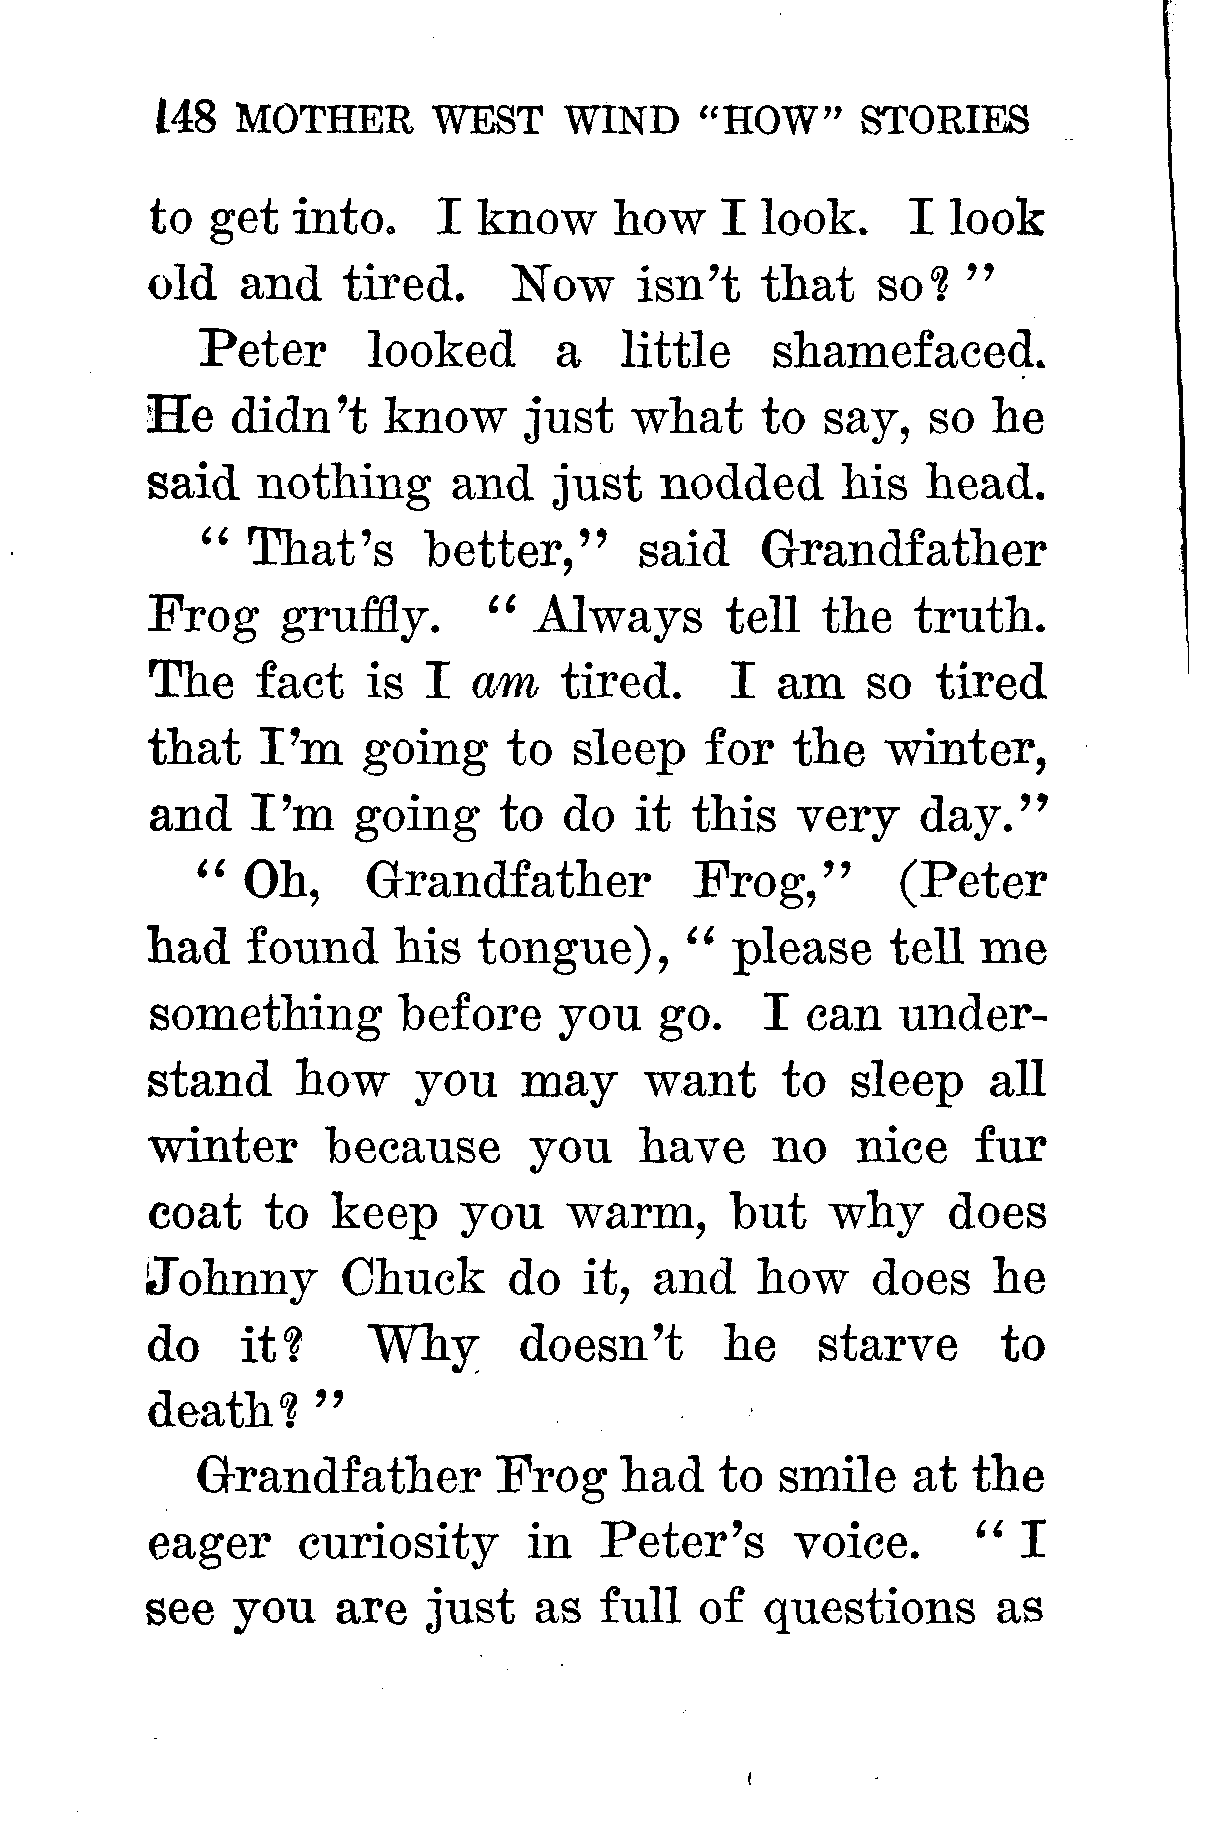 148 MOTHER WEST WIND "HOW" STORIES
to get into. I know how I look. I look
old and tired. Now isn't that so?"
Peter looked a little shamefaced.
He didn't know just what to say, so he
said nothing and just nodded his head.
"That's better," said Grandfather
Frog gruffly. "Always tell the truth.
The fact is I am tired. I am so tired
that I'm going to sleep for the winter,
and I'm going to do it this very day."
"Oh, Grandfather Frog," (Peter
had found his tongue), "please tell me
something before you go. I can under-
stand how you may want to sleep all
winter because you have no nice fur
coat to keep you warm, but why does
Johnny Chuck do it, and how does he
do it? Why doesn't he starve to
death?"
Grandfather Frog had to smile at the
eager curiosity in Peter's voice. "I
see you are just as full of questions as